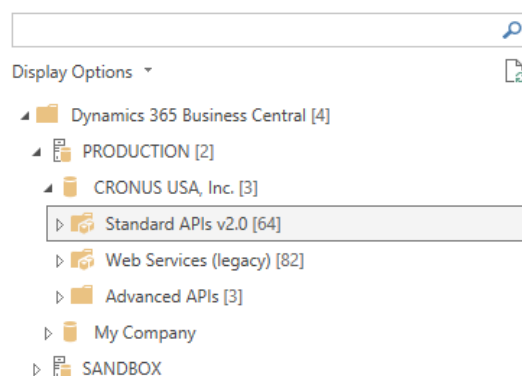 Display Options
Dynamics 365 Business Central [4]
PRODUCTION [2]
CRONUS USA, Inc. [3]
Standard APIs v2.0 [64]
Web Services (legacy) [82]
Advanced APIs [3]
My Company
SANDBOX